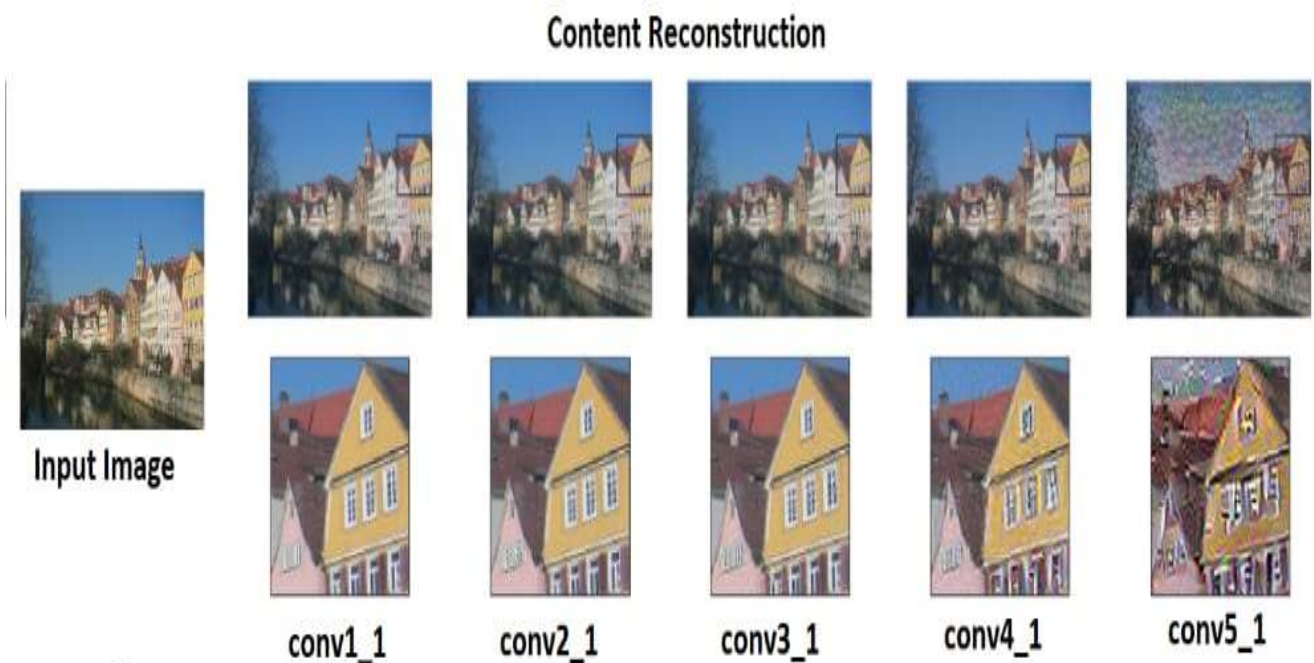 Content Reconstruction
Input Image
conv1_1
conv2_1
conv3_1
conv4_1
conv5_1